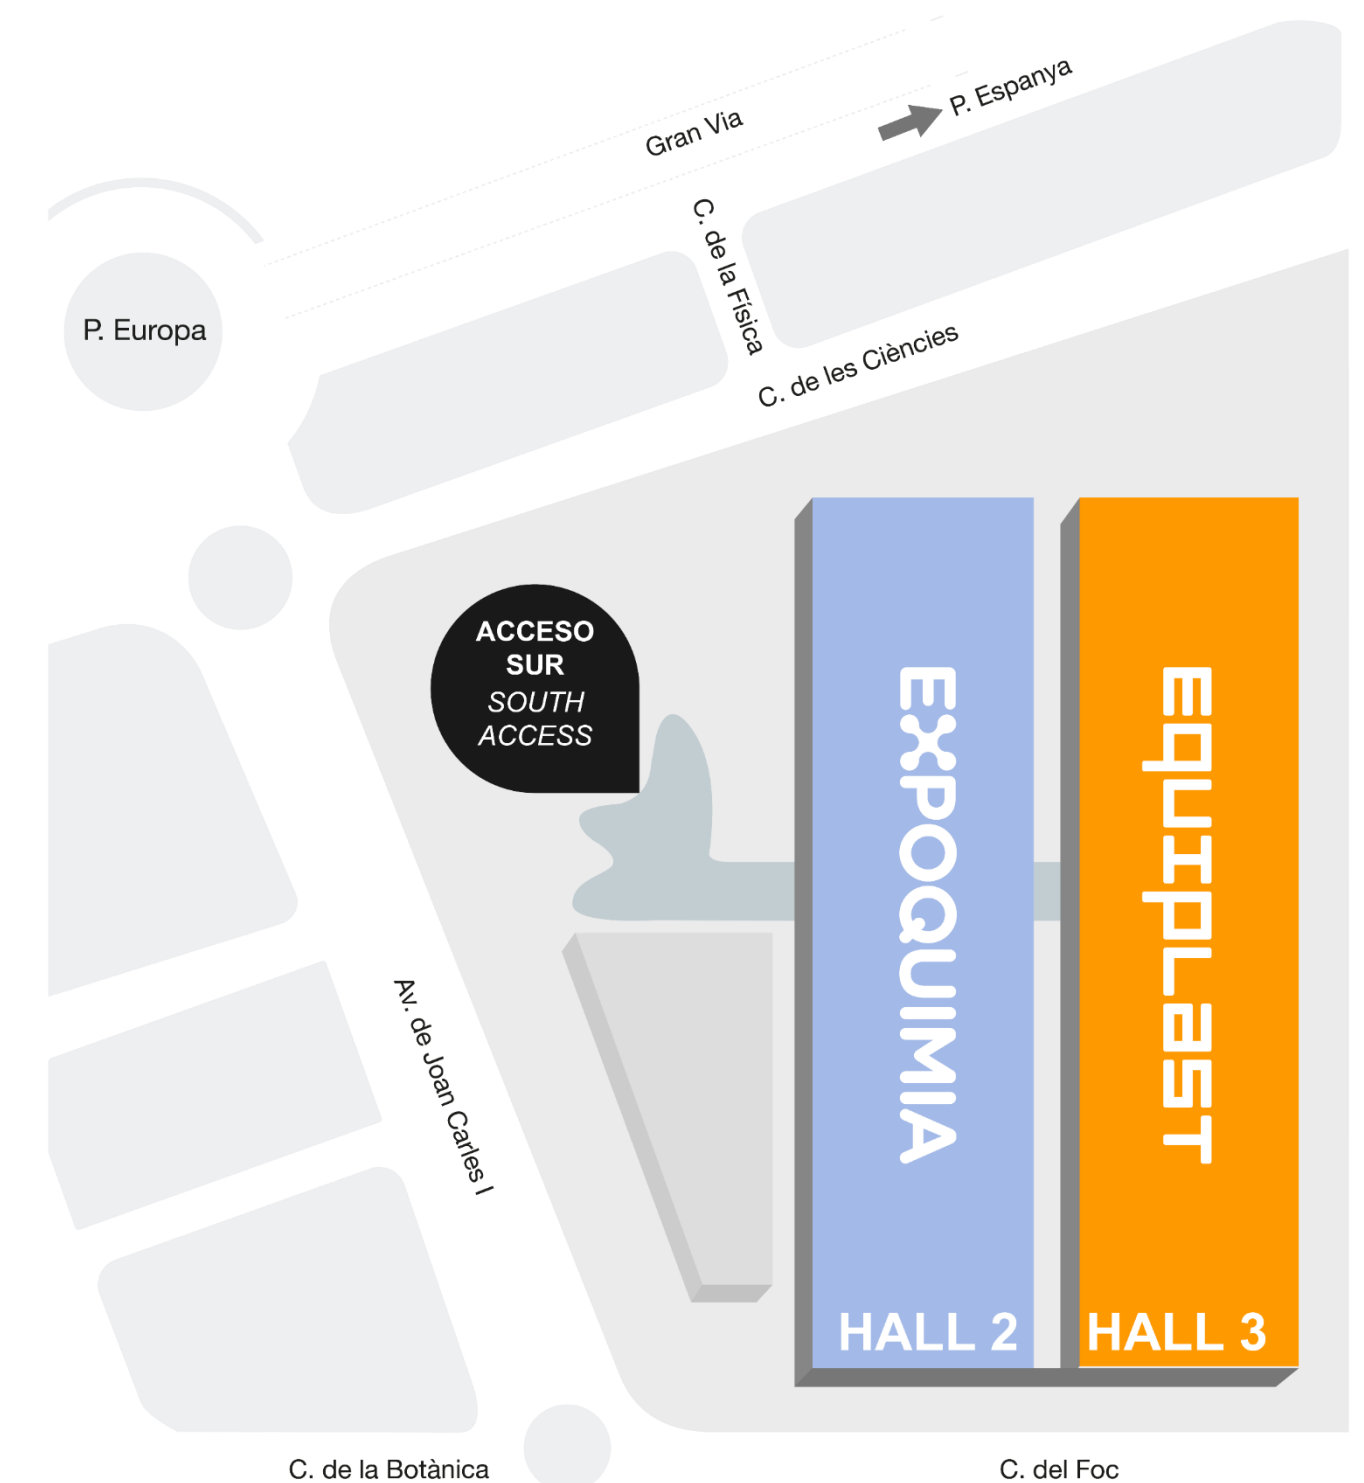 P. Espanya
Gran Via
C. de la Física
P. Europa
C. de les Ciències
ACCESO
SUR
SOUTH
ACCESS
EXPOQUIMIA
EQUIPLAST
Av. de Joan Carles I
HALL 2
HALL 3
C. de la Botànica
C. del Foc